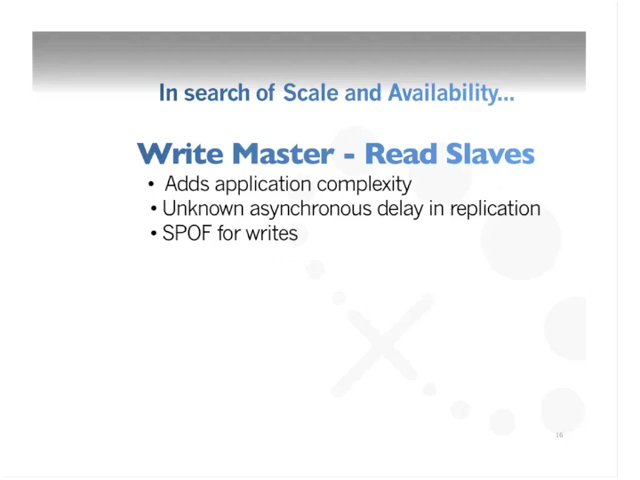 In search of Scale and Availability...
Write Master - Read Slaves
• Adds application complexity
• Unknown asynchronous delay in replication
• SPOF for writes
16